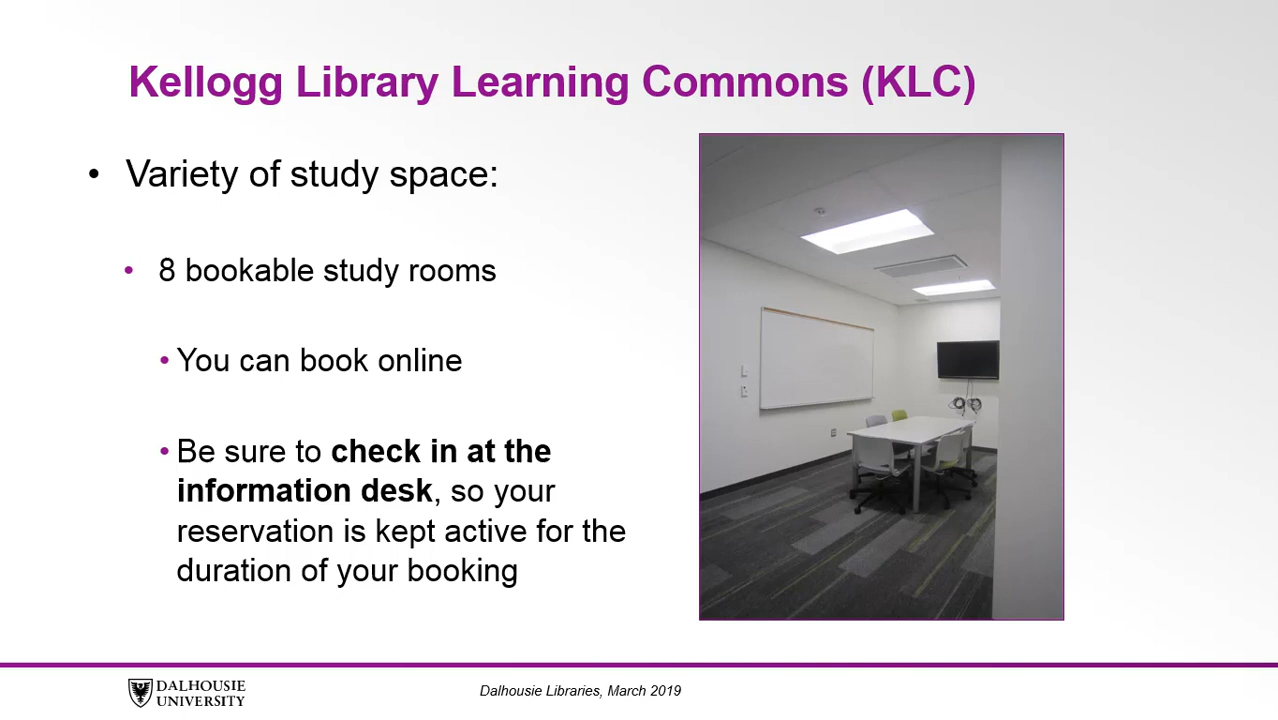 Kellogg Library Learning Commons (KLC)
• Variety of study space:
• 8 bookable study rooms
• You can book online
• Be sure to check in at the
information desk, so your
reservation is kept active for the
duration of your booking
DALHOUSIE
UNIVERSITY
Dalhousie Libraries, March 2019